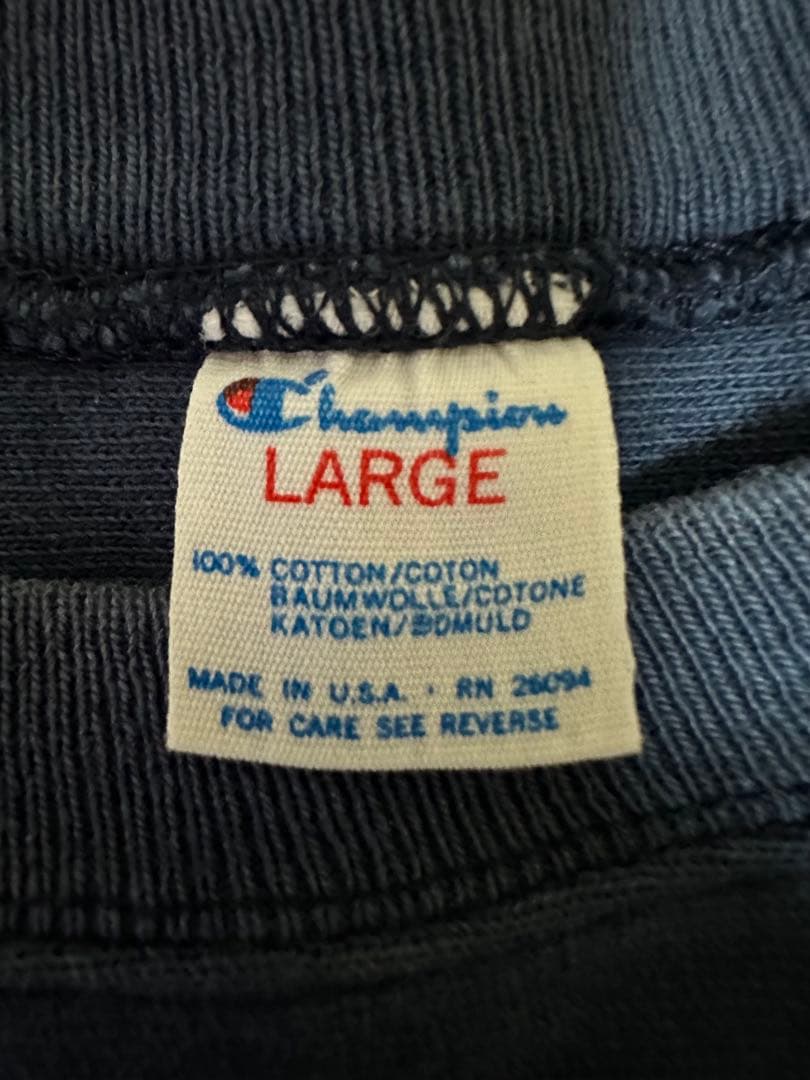 Champion
LARGE
100% COTTON/COTON
BAUMWOLLE/COTONE
KATOEN/BOMULD
MADE IN U.S.A. · RN 26094
FOR CARE SEE REVERSE